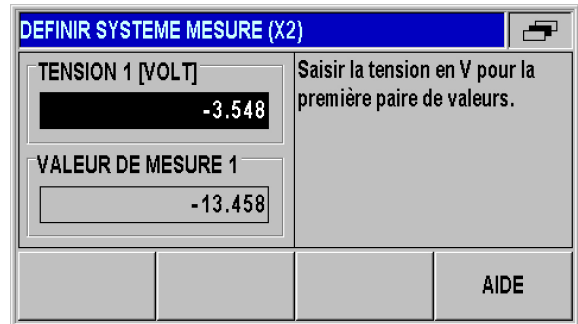 DEFINIR SYSTEME MESURE (X2)
TENSION 1 [VOLT]
-3.548
VALEUR DE MESURE 1
-13.458
Saisir la tension en V pour la
première paire de valeurs.
AIDE